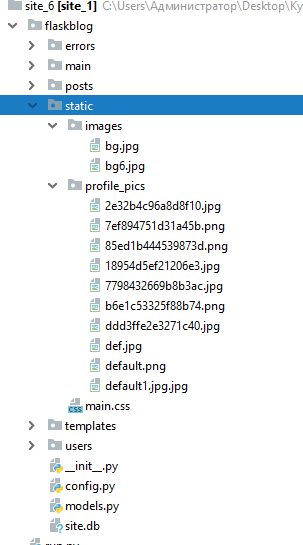 site_6 [site_1] C:\Users\Администратор\Desktop\Ку
flaskblog
errors
main
posts
static
images
bg.jpg
bg6.jpg
profile_pics
2e32b4c96a8d8f10.jpg
7ef894751d31a45b.png
85ed1b444539873d.png
18954d5ef21206e3.jpg
7798432669b8b3ac.jpg
b6e1c53325f88b74.png
ddd3ffe2e3271c40.jpg
def.jpg
default.png
default1.jpg.jpg
main.css
templates
users
__init__.py
config.py
models.py
site.db